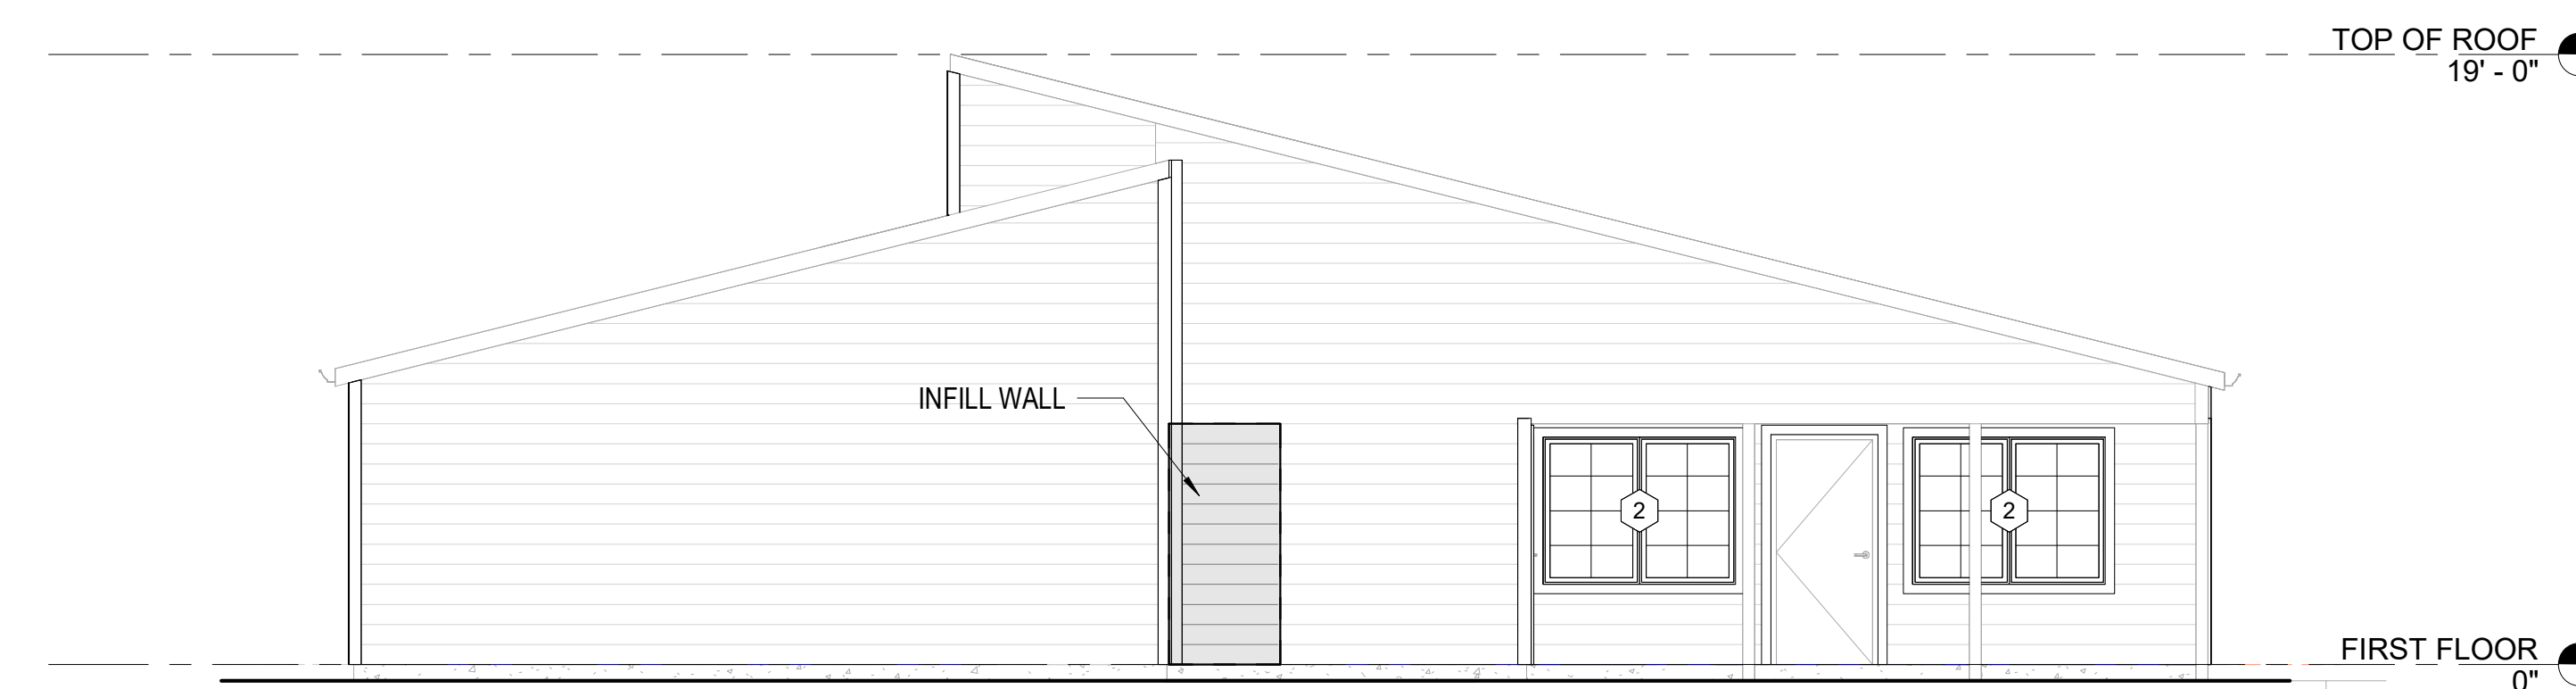 TOP OF ROOF
19' - 0"
INFILL WALL
2
2
FIRST FLOOR
0"